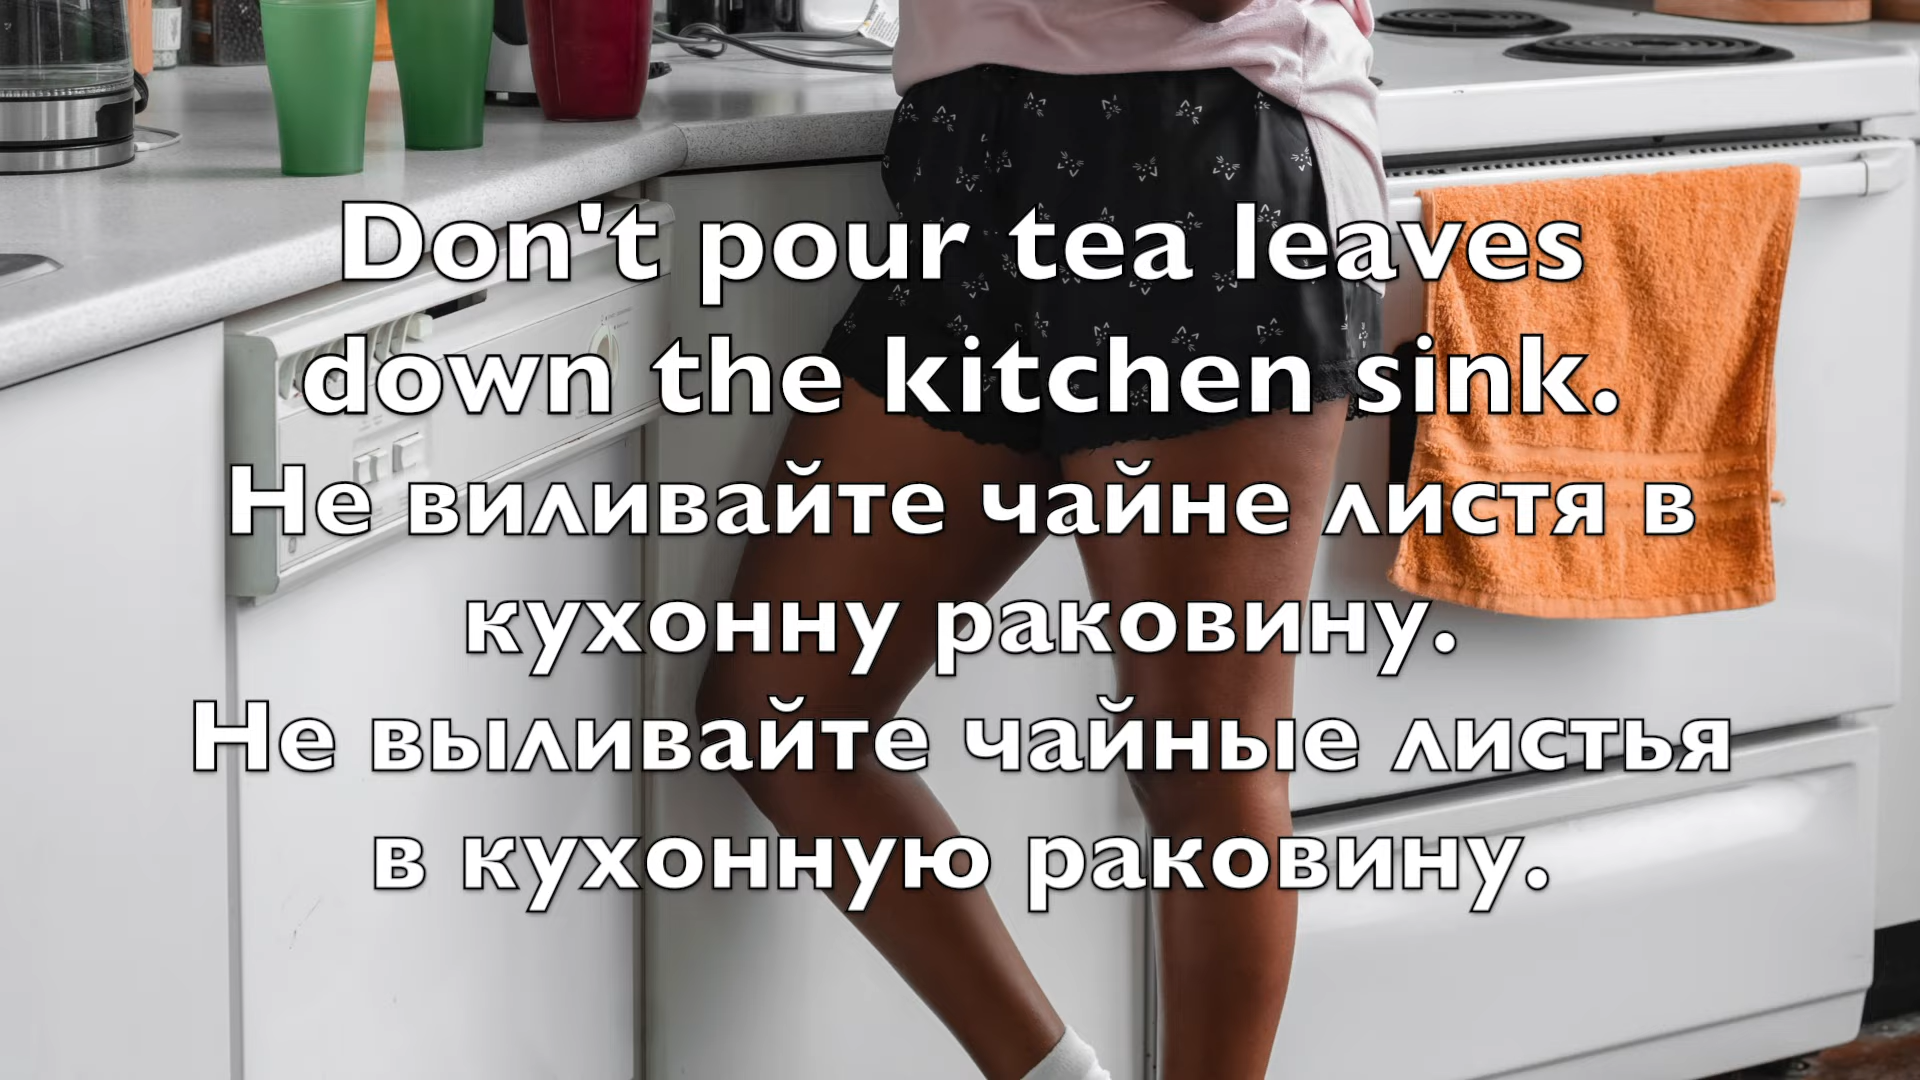 Don't pour tea leaves
down the kitchen sink.
Не виливайте чайне листя в
кухонну раковину.
Не выливайте чайные листья
в кухонную раковину.